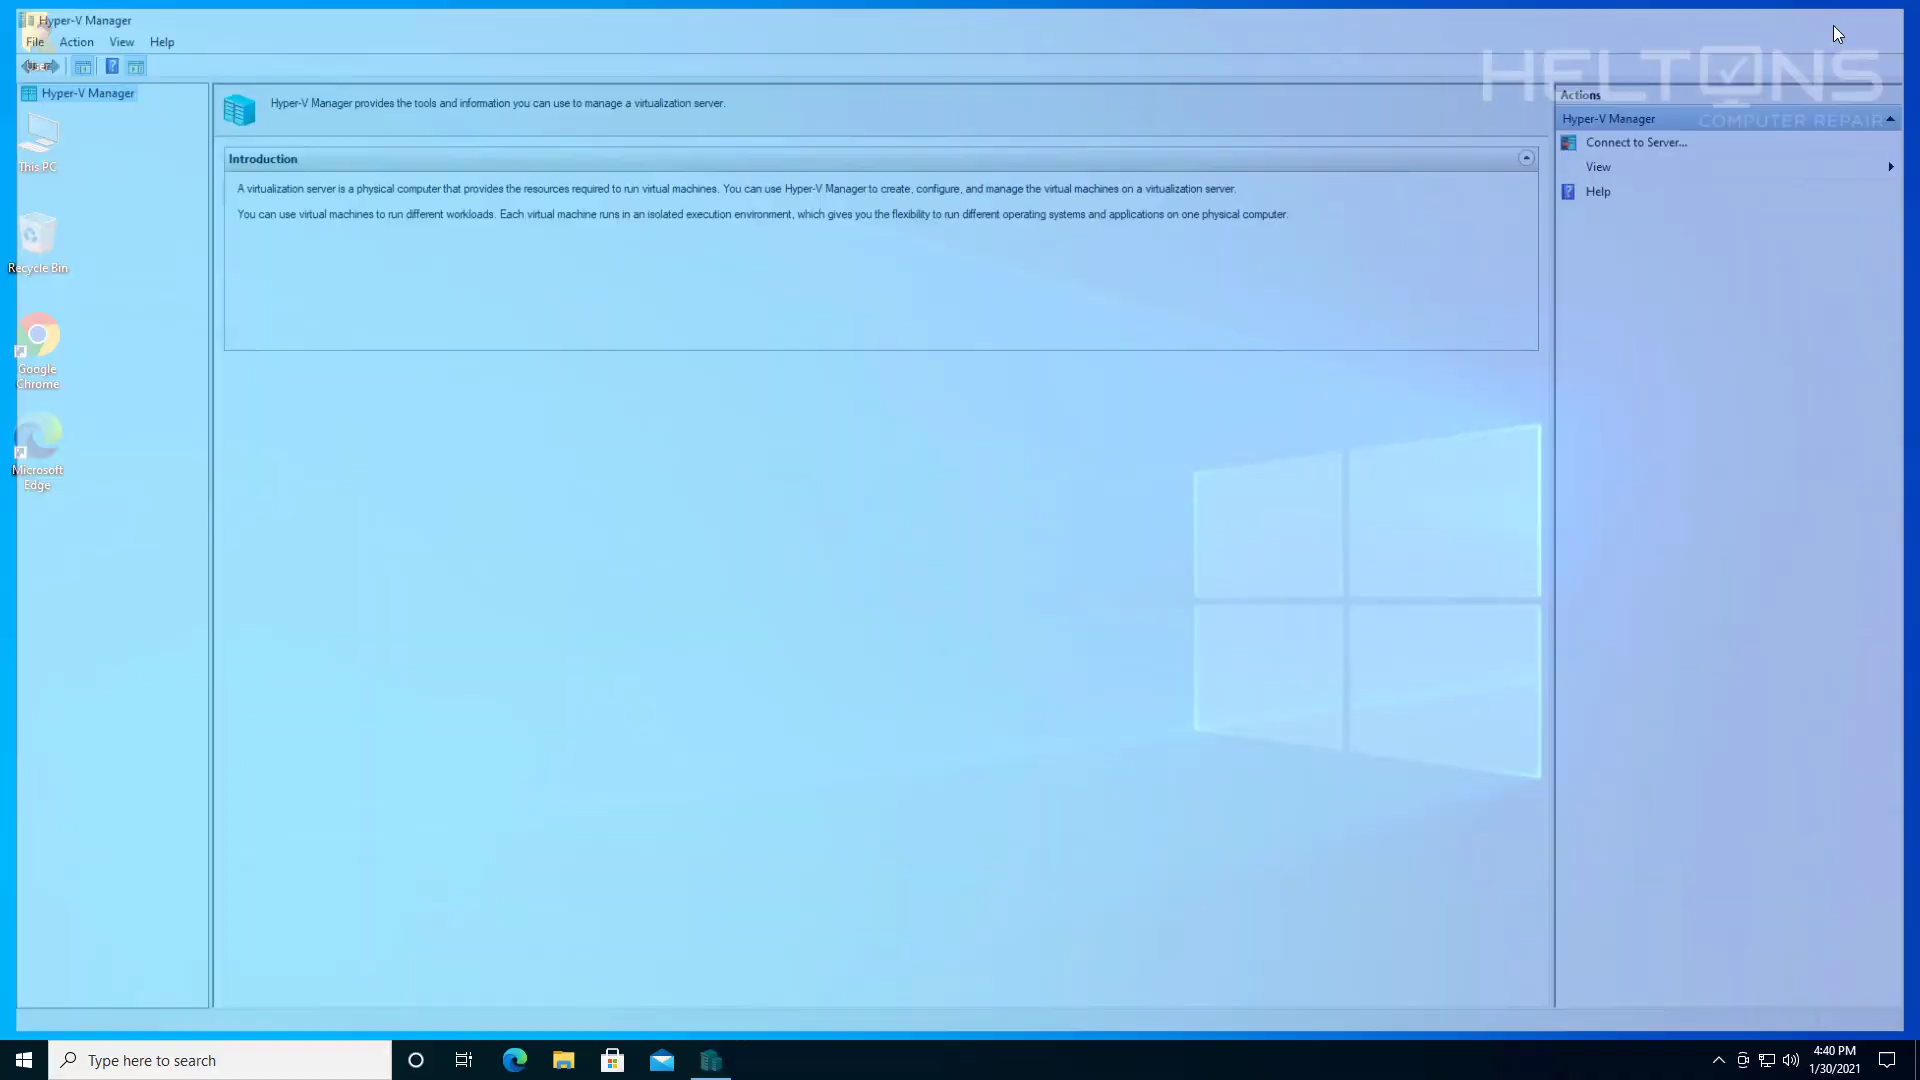 Hyper-V Manager
File Action View Help
User
Hyper-V Manager
Hyper-V Manager provides the tools and information you can use to manage a virtualization server.
Introduction
A virtualization server is a physical computer that provides the resources required to run virtual machines. You can use Hyper-V Manager to create, configure, and manage the virtual machines on a virtualization server.
You can use virtual machines to run different workloads. Each virtual machine runs in an isolated execution environment, which gives you the flexibility to run different operating systems and applications on one physical computer.
HELTONS
COMPUTER REPAIR
Actions
Hyper-V Manager
Connect to Server...
View
Help
This PC
Recycle Bin
Google
Chrome
Microsoft
Edge
Type here to search
4:40 PM
1/30/2021